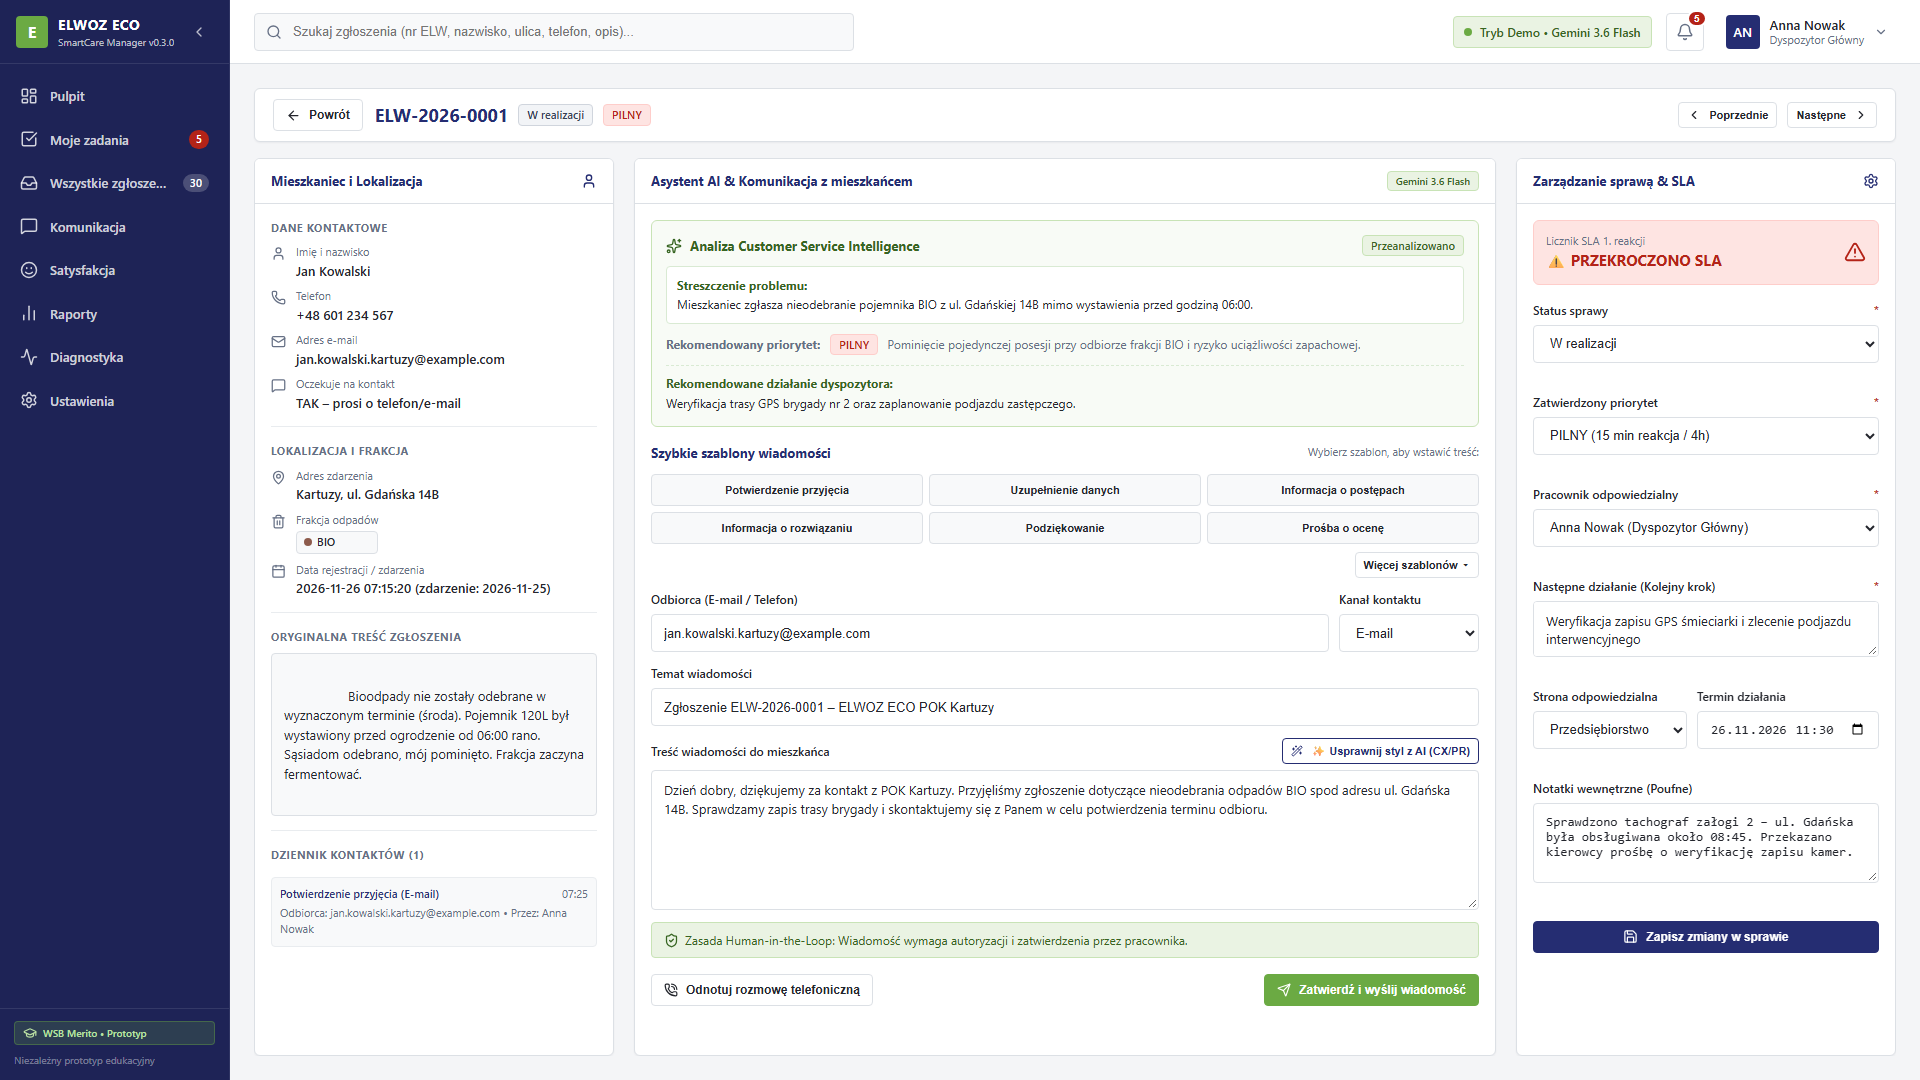 E
ELWOZ ECO
SmartCare Manager v0.3.0
Pulpit
Moje zadania
5
Wszystkie zgłosze...
30
Komunikacja
Satysfakcja
Raporty
Diagnostyka
Ustawienia
WSB Merito • Prototyp
Niezależny prototyp edukacyjny
Szukaj zgłoszenia (nr ELW, nazwisko, ulica, telefon, opis)...
Tryb Demo • Gemini 3.6 Flash
5
AN
Anna Nowak
Dyspozytor Główny
Powrót
ELW-2026-0001
W realizacji
PILNY
Poprzednie
Następne
Mieszkaniec i Lokalizacja
DANE KONTAKTOWE
Imię i nazwisko
Jan Kowalski
Telefon
+48 601 234 567
Adres e-mail
jan.kowalski.kartuzy@example.com
Oczekuje na kontakt
TAK – prosi o telefon/e-mail
LOKALIZACJA I FRAKCJA
Adres zdarzenia
Kartuzy, ul. Gdańska 14B
Frakcja odpadów
BIO
Data rejestracji / zdarzenia
2026-11-26 07:15:20 (zdarzenie: 2026-11-25)
ORYGINALNA TREŚĆ ZGŁOSZENIA
Bioodpady nie zostały odebrane w
wyznaczonym terminie (środa). Pojemnik 120L był
wystawiony przed ogrodzenie od 06:00 rano.
Sąsiadom odebrano, mój pominięto. Frakcja zaczyna
fermentować.
DZIENNIK KONTAKTÓW (1)
Potwierdzenie przyjęcia (E-mail)
07:25
Odbiorca: jan.kowalski.kartuzy@example.com • Przez: Anna
Nowak
Asystent AI & Komunikacja z mieszkańcem
Gemini 3.6 Flash
Analiza Customer Service Intelligence
Przeanalizowano
Streszczenie problemu:
Mieszkaniec zgłasza nieodebranie pojemnika BIO z ul. Gdańskiej 14B mimo wystawienia przed godziną 06:00.
Rekomendowany priorytet:
PILNY
Pominięcie pojedynczej posesji przy odbiorze frakcji BIO i ryzyko uciążliwości zapachowej.
Rekomendowane działanie dyspozytora:
Weryfikacja trasy GPS brygady nr 2 oraz zaplanowanie podjazdu zastępczego.
Szybkie szablony wiadomości
Wybierz szablon, aby wstawić treść:
Potwierdzenie przyjęcia
Uzupełnienie danych
Informacja o postępach
Informacja o rozwiązaniu
Podziękowanie
Prośba o ocenę
Więcej szablonów
Odbiorca (E-mail / Telefon)
Kanał kontaktu
jan.kowalski.kartuzy@example.com
E-mail
Temat wiadomości
Zgłoszenie ELW-2026-0001 – ELWOZ ECO POK Kartuzy
Treść wiadomości do mieszkańca
✨ Usprawnij styl z AI (CX/PR)
Dzień dobry, dziękujemy za kontakt z POK Kartuzy. Przyjęliśmy zgłoszenie dotyczące nieodebrania odpadów BIO spod adresu ul. Gdańska
14B. Sprawdzamy zapis trasy brygady i skontaktujemy się z Panem w celu potwierdzenia terminu odbioru.
Zasada Human-in-the-Loop: Wiadomość wymaga autoryzacji i zatwierdzenia przez pracownika.
Odnotuj rozmowę telefoniczną
Zatwierdź i wyślij wiadomość
Zarządzanie sprawą & SLA
Licznik SLA 1. reakcji
⚠️ PRZEKROCZONO SLA
Status sprawy *
W realizacji
Zatwierdzony priorytet *
PILNY (15 min reakcja / 4h)
Pracownik odpowiedzialny *
Anna Nowak (Dyspozytor Główny)
Następne działanie (Kolejny krok) *
Weryfikacja zapisu GPS śmieciarki i zlecenie podjazdu
interwencyjnego
Strona odpowiedzialna
Termin działania
Przedsiębiorstwo
26.11.2026 11:30
Notatki wewnętrzne (Poufne)
Sprawdzono tachograf załogi 2 – ul. Gdańska
była obsługiwana około 08:45. Przekazano
kierowcy prośbę o weryfikację zapisu kamer.
Zapisz zmiany w sprawie